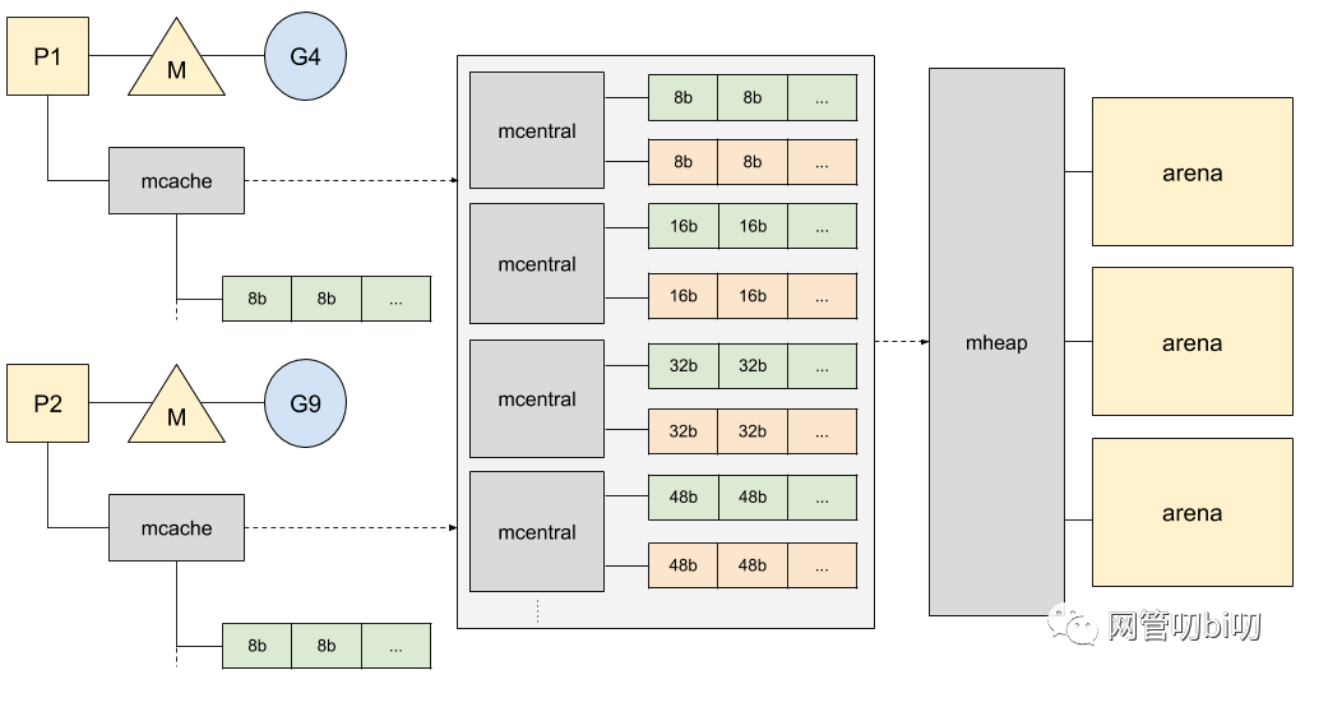 P1
M
G4
mcache
8b 8b ...
P2
M
G9
mcache
8b 8b ...
mcentral
8b 8b ...
8b 8b ...
mcentral
16b 16b ...
16b 16b ...
mcentral
32b 32b ...
32b 32b ...
mcentral
48b 48b ...
48b 48b ...
mheap
arena
arena
arena
网管叨bi叨